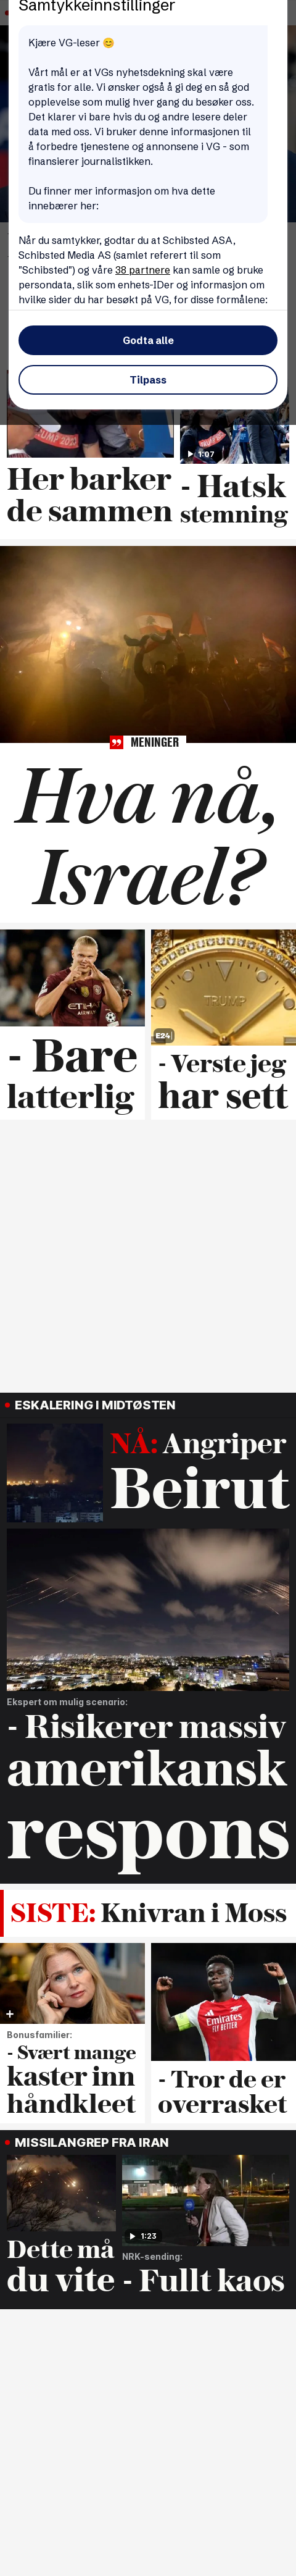 Samtykkeinnstillinger
Kjære VG-leser 😊
Vårt mål er at VGs nyhetsdekning skal være
gratis for alle. Vi ønsker også å gi deg en så god
opplevelse som mulig hver gang du besøker oss.
Det klarer vi bare hvis du og andre lesere deler
data med oss. Vi bruker denne informasjonen til
å forbedre tjenestene og annonsene i VG - som
finansierer journalistikken.
Du finner mer informasjon om hva dette
innebærer her:
Når du samtykker, godtar du at Schibsted ASA,
Schibsted Media AS (samlet referert til som
"Schibsted") og våre 38 partnere kan samle og bruke
persondata, slik som enhets-IDer og informasjon om
hvilke sider du har besøkt på VG, for disse formålene:
Godta alle
Tilpass
TRUMP 2024
1:07
Her barker
de sammen
- Hatsk
stemning
MENINGER
Hva nå,
Israel?
ETIHAD
- Bare
latterlig
TRUMP
E24
- Verste jeg
har sett
ESKALERING I MIDTØSTEN
NÅ: Angriper
Beirut
Ekspert om mulig scenario:
- Risikerer massiv
amerikansk
respons
SISTE: Knivran i Moss
Bonusfamilier:
- Svært mange
kaster inn
håndkleet
Emirates
- Tror de er
overrasket
MISSILANGREP FRA IRAN
Dette må
du vite
1:23
NRK-sending:
- Fullt kaos